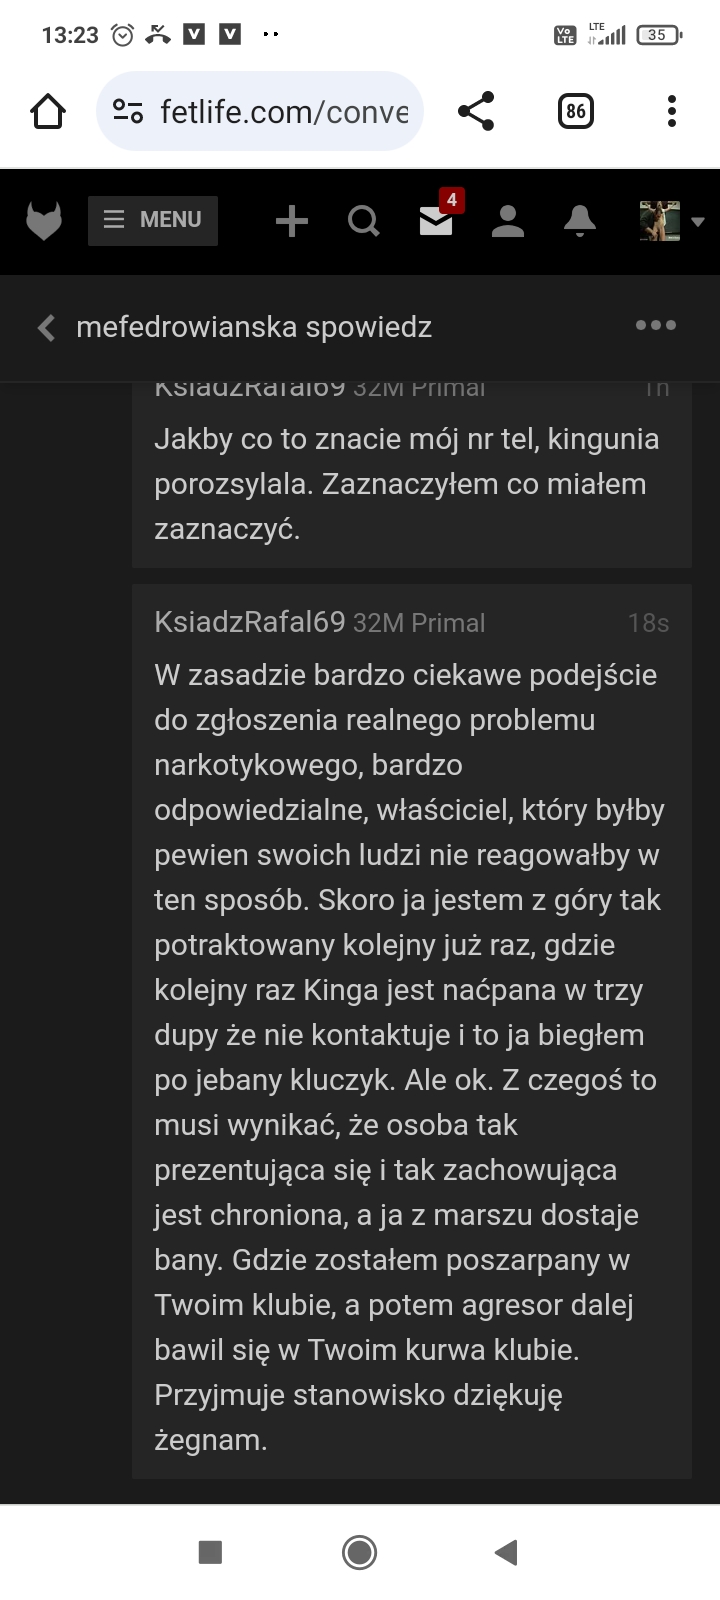 13:23 V V Vo LTE LTE 35
fetlife.com/conve 86
MENU 4
mefedrowianska spowiedz
KsiadzRafal69 32M Primal 1h
Jakby co to znacie mój nr tel, kingunia
porozsylala. Zaznaczyłem co miałem
zaznaczyć.
KsiadzRafal69 32M Primal 18s
W zasadzie bardzo ciekawe podejście
do zgłoszenia realnego problemu
narkotykowego, bardzo
odpowiedzialne, właściciel, który byłby
pewien swoich ludzi nie reagowałby w
ten sposób. Skoro ja jestem z góry tak
potraktowany kolejny już raz, gdzie
kolejny raz Kinga jest naćpana w trzy
dupy że nie kontaktuje i to ja biegłem
po jebany kluczyk. Ale ok. Z czegoś to
musi wynikać, że osoba tak
prezentująca się i tak zachowująca
jest chroniona, a ja z marszu dostaje
bany. Gdzie zostałem poszarpany w
Twoim klubie, a potem agresor dalej
bawil się w Twoim kurwa klubie.
Przyjmuje stanowisko dziękuję
żegnam.